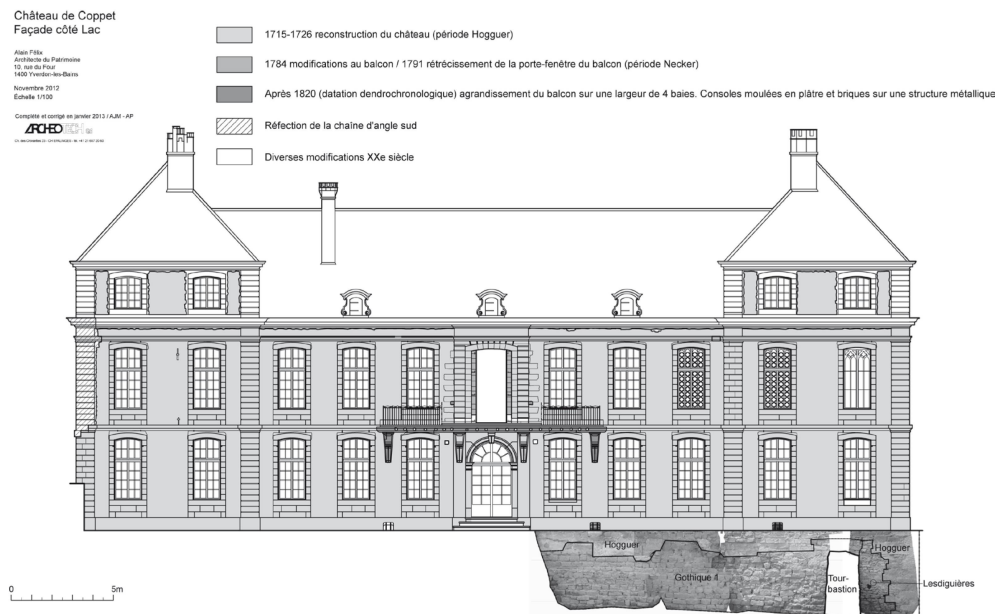 Château de Coppet
Façade côté Lac
Alain Félix
Architecte du Patrimoine
10, rue du Four
1400 Yverdon-les-Bains
Novembre 2012
Échelle 1/100
Complété et corrigé en janvier 2013 / AJM - AP
ARCHEOTECH
1715-1726 reconstruction du château (période Hogguer)
1784 modifications au balcon / 1791 rétrécissement de la porte-fenêtre du balcon (période Necker)
Après 1820 (datation dendrochronologique) agrandissement du balcon sur une largeur de 4 baies. Consoles moulées en plâtre et briques sur une structure métallique
Réfection de la chaîne d'angle sud
Diverses modifications XXe siècle
Hogguer
Gothique 1
Tour-
bastion
Hogguer
Lesdiguières
0 5m